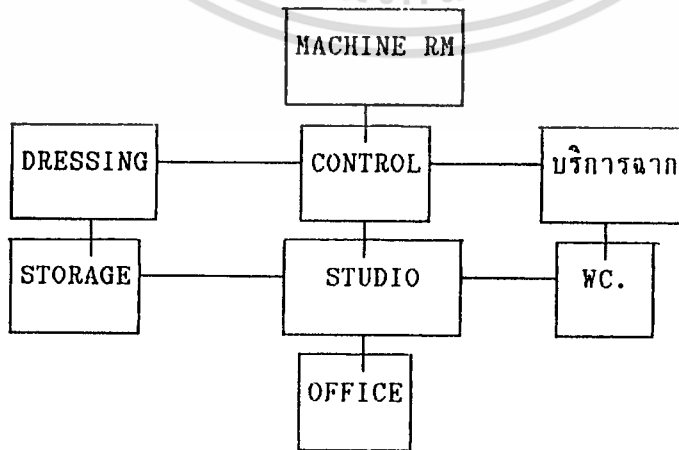 MACHINE RM
DRESSING
CONTROL
บริการฉาก
STORAGE
STUDIO
WC.
OFFICE